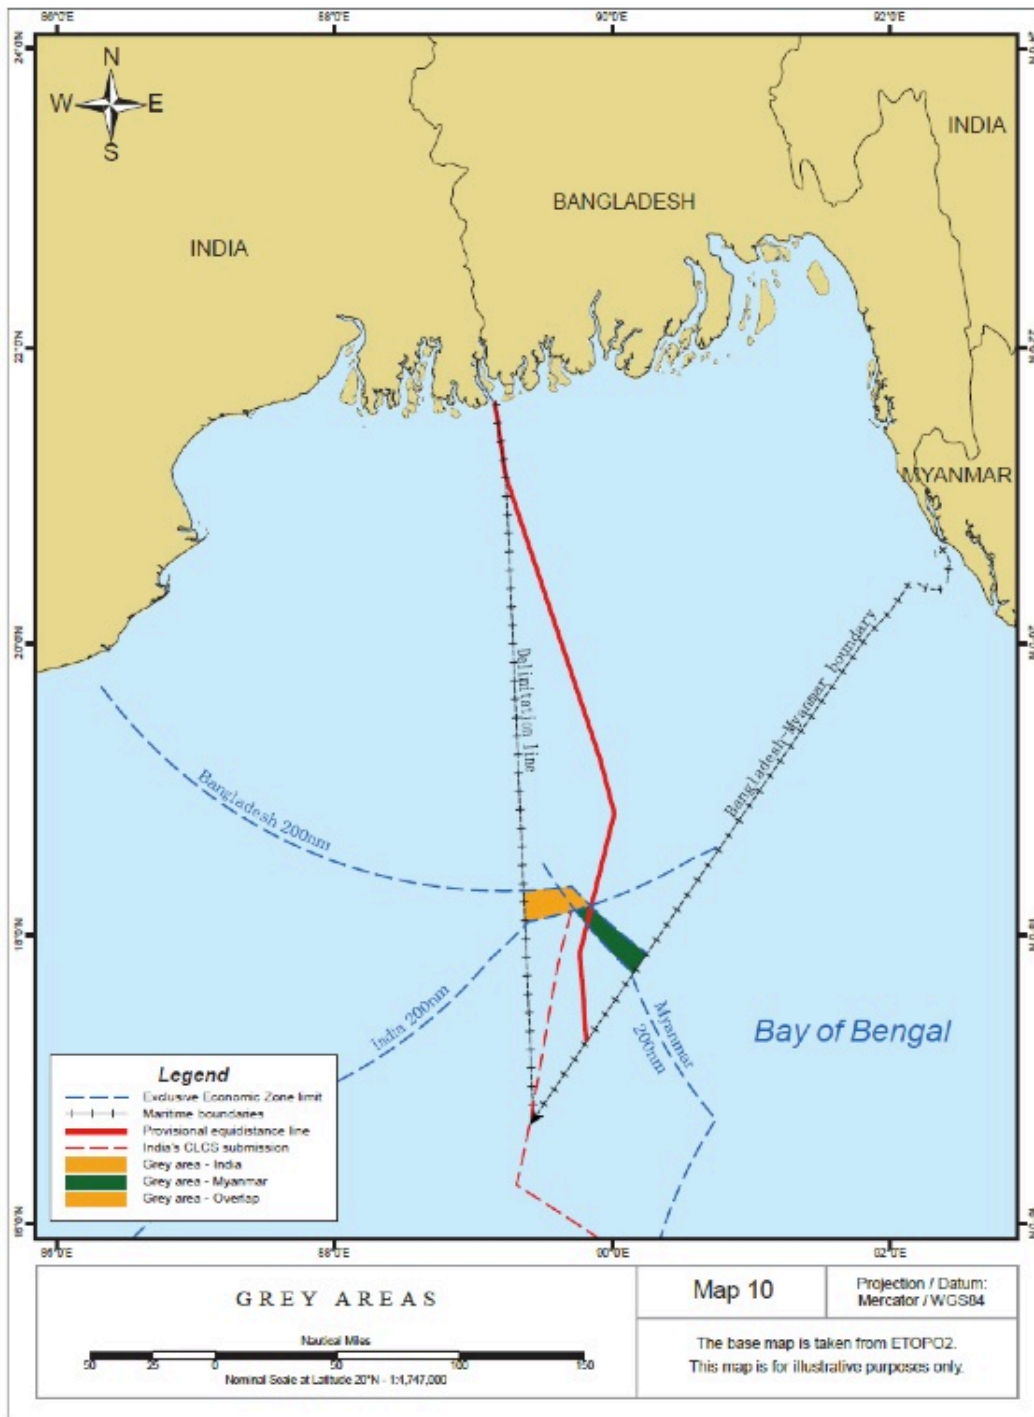 86°0'E 88°0'E 90°0'E 92°0'E
24°0'N
N
W E
S
INDIA
BANGLADESH
INDIA
22°0'N
MYANMAR
20°0'N
Delimitation line
Bangladesh-Myanmar boundary
Bangladesh 200nm
18°0'N
India 200nm
Myanmar
200nm
Bay of Bengal
Legend
Exclusive Economic Zone limit
Maritime boundaries
Provisional equidistance line
India's CLCS submission
Grey area - India
Grey area - Myanmar
Grey area - Overlap
16°0'N
86°0'E 88°0'E 90°0'E 92°0'E
GREY AREAS
Nautical Miles
50 25 0 50 100 150
Nominal Scale at Latitude 20°N - 1:4,747,000
Map 10
Projection / Datum:
Mercator / WGS84
The base map is taken from ETOPO2.
This map is for illustrative purposes only.